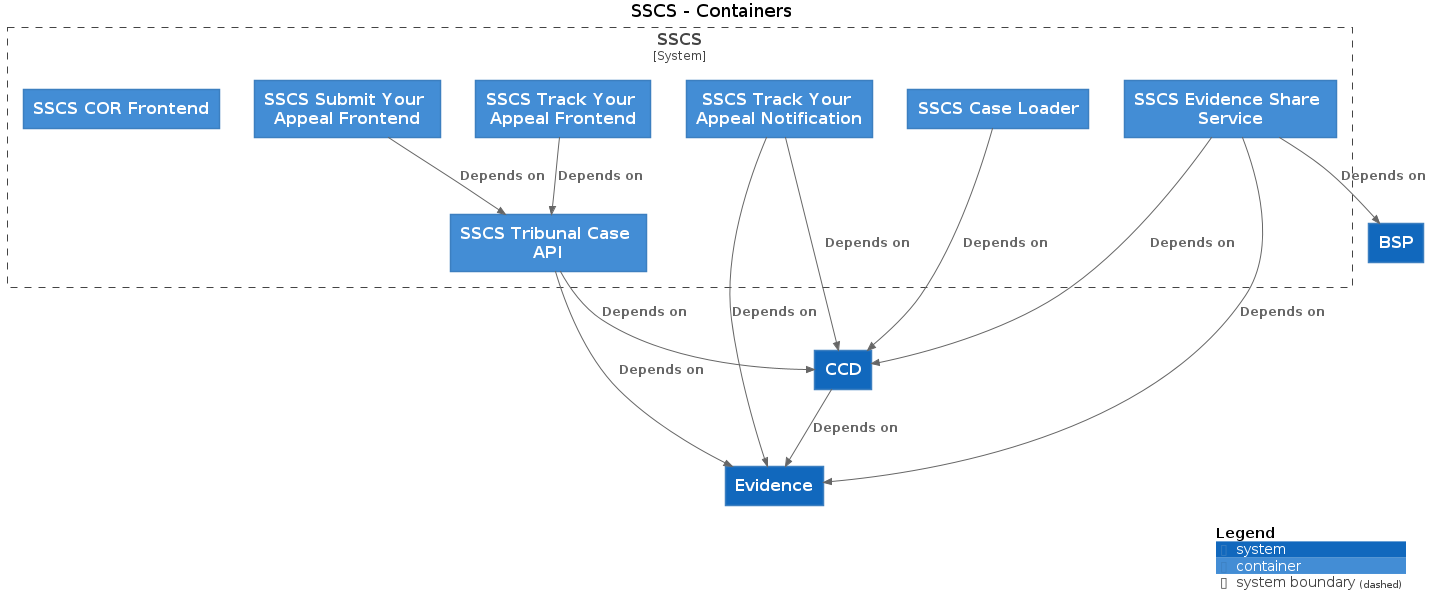 SSCS - Containers
SSCS
[System]
SSCS COR Frontend
SSCS Submit Your
Appeal Frontend
SSCS Track Your
Appeal Frontend
SSCS Track Your
Appeal Notification
SSCS Case Loader
SSCS Evidence Share
Service
Depends on
Depends on
Depends on
SSCS Tribunal Case
API
Depends on
Depends on
Depends on
BSP
Depends on
Depends on
Depends on
CCD
Depends on
Depends on
Evidence
Legend
system
container
system boundary (dashed)